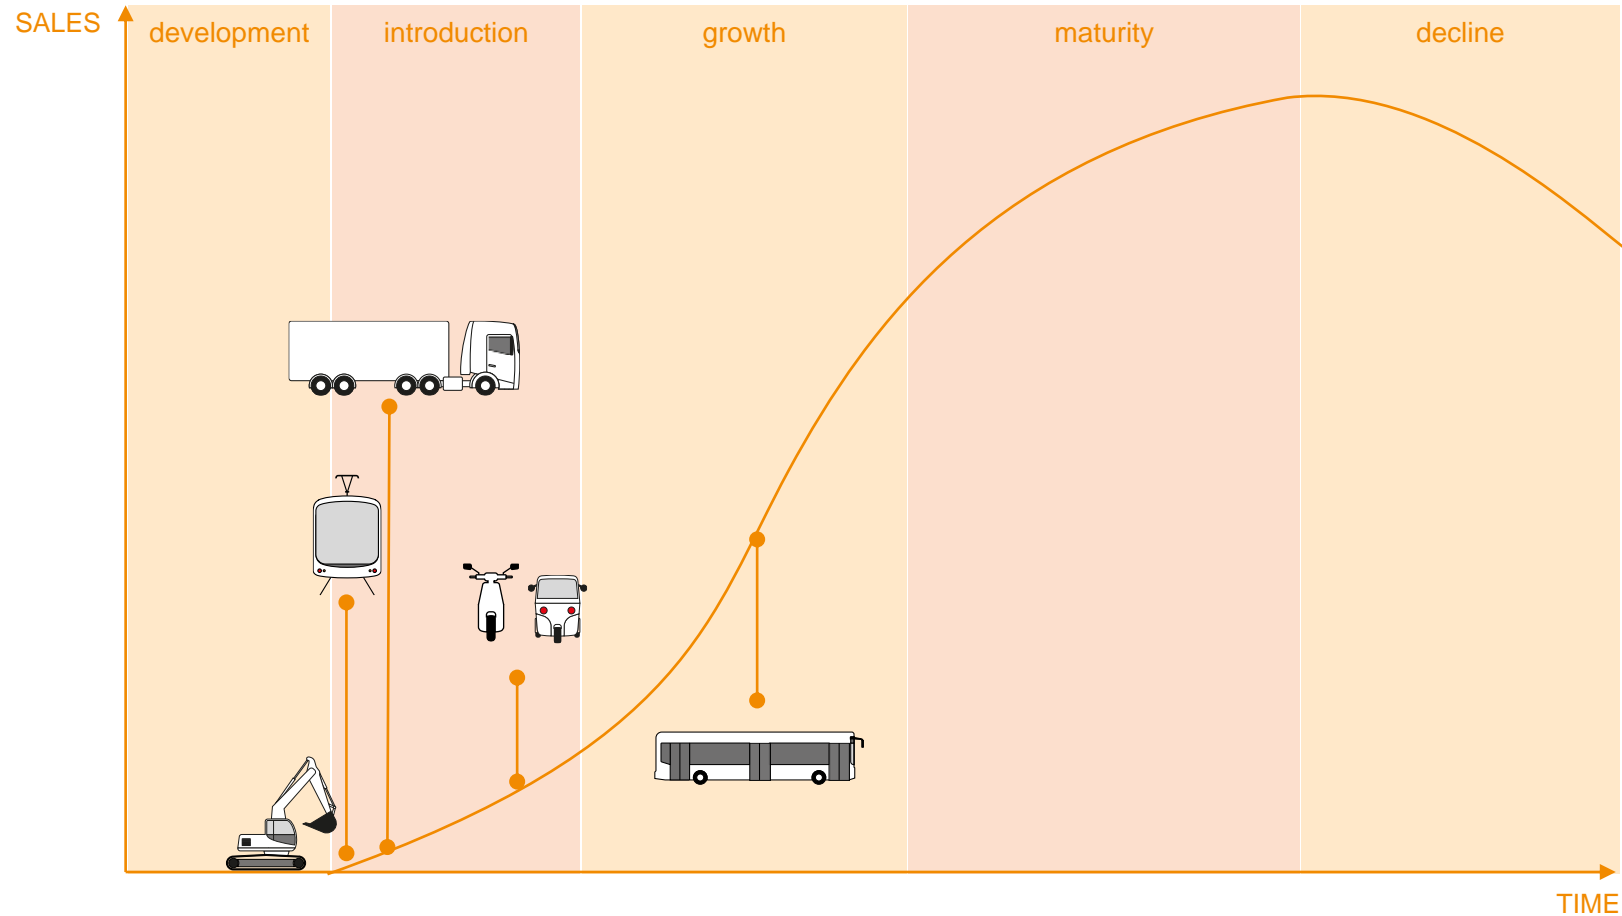 SALES
development
introduction
growth
maturity
decline
TIME